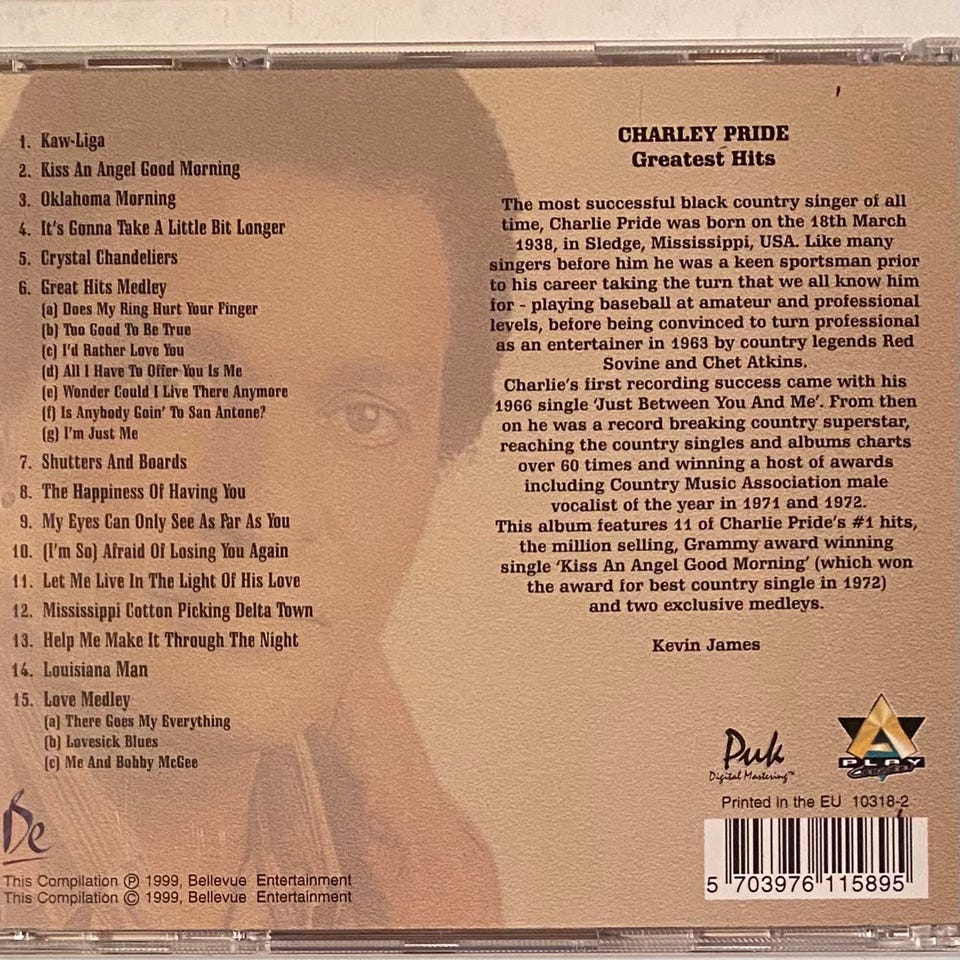 1. Kaw-Liga
2. Kiss An Angel Good Morning
3. Oklahoma Morning
4. It's Gonna Take A Little Bit Longer
5. Crystal Chandeliers
6. Great Hits Medley
(a) Does My Ring Hurt Your Finger
(b) Too Good To Be True
(c) I'd Rather Love You
(d) All I Have To Offer You Is Me
(e) Wonder Could I Live There Anymore
(f) Is Anybody Goin' To San Antone?
(g) I'm Just Me
7. Shutters And Boards
8. The Happiness Of Having You
9. My Eyes Can Only See As Far As You
10. (I'm So) Afraid Of Losing You Again
11. Let Me Live In The Light Of His Love
12. Mississippi Cotton Picking Delta Town
13. Help Me Make It Through The Night
14. Louisiana Man
15. Love Medley
(a) There Goes My Everything
(b) Lovesick Blues
(c) Me And Bobby McGee
Be
This Compilation ℗ 1999, Bellevue Entertainment
This Compilation © 1999, Bellevue Entertainment
CHARLEY PRIDE
Greatest Hits
The most successful black country singer of all
time, Charlie Pride was born on the 18th March
1938, in Sledge, Mississippi, USA. Like many
singers before him he was a keen sportsman prior
to his career taking the turn that we all know him
for - playing baseball at amateur and professional
levels, before being convinced to turn professional
as an entertainer in 1963 by country legends Red
Sovine and Chet Atkins.
Charlie's first recording success came with his
1966 single 'Just Between You And Me'. From then
on he was a record breaking country superstar,
reaching the country singles and albums charts
over 60 times and winning a host of awards
including Country Music Association male
vocalist of the year in 1971 and 1972.
This album features 11 of Charlie Pride's #1 hits,
the million selling, Grammy award winning
single 'Kiss An Angel Good Morning' (which won
the award for best country single in 1972)
and two exclusive medleys.
Kevin James
Puk
Digital Mastering™
A
PLAY
Printed in the EU 10318-2
5 703976 115895